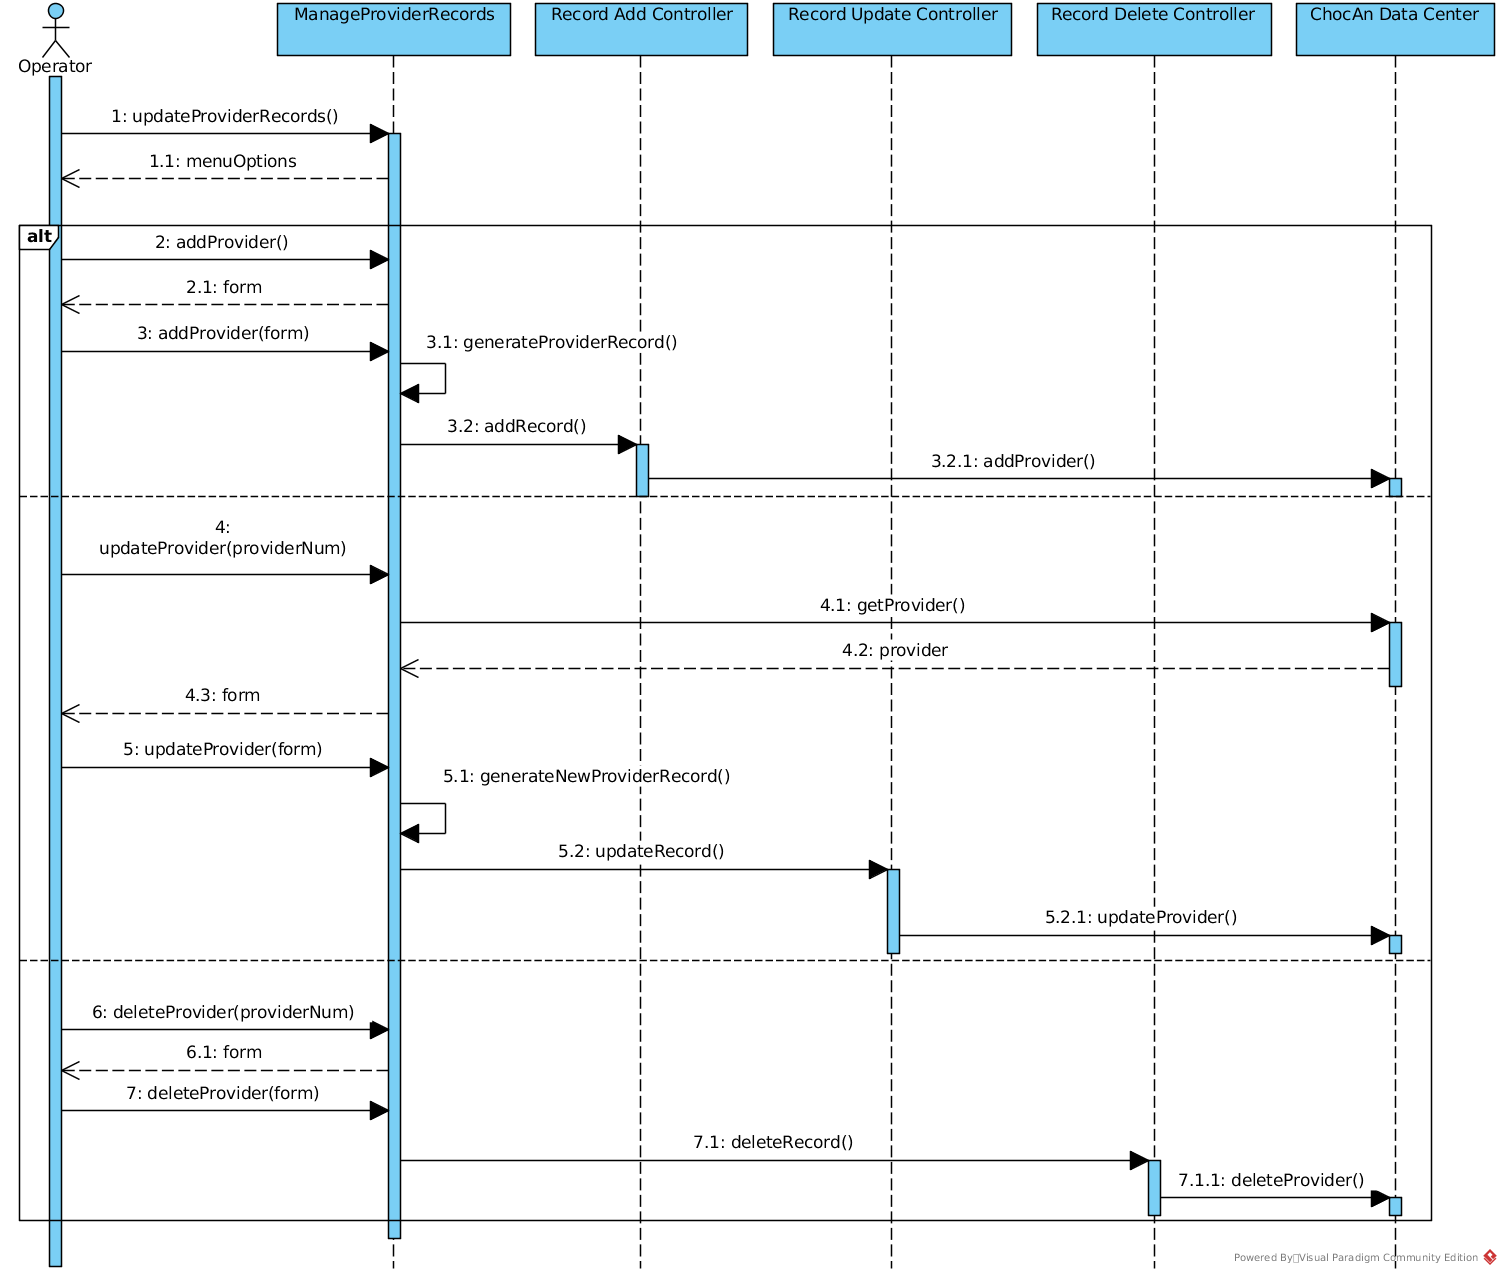 Operator
ManageProviderRecords
Record Add Controller
Record Update Controller
Record Delete Controller
ChocAn Data Center
1: updateProviderRecords()
1.1: menuOptions
alt
2: addProvider()
2.1: form
3: addProvider(form)
3.1: generateProviderRecord()
3.2: addRecord()
3.2.1: addProvider()
4:
updateProvider(providerNum)
4.1: getProvider()
4.2: provider
4.3: form
5: updateProvider(form)
5.1: generateNewProviderRecord()
5.2: updateRecord()
5.2.1: updateProvider()
6: deleteProvider(providerNum)
6.1: form
7: deleteProvider(form)
7.1: deleteRecord()
7.1.1: deleteProvider()
Powered By Visual Paradigm Community Edition